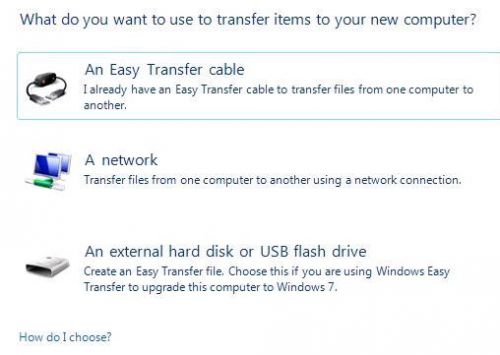 What do you want to use to transfer items to your new computer?
An Easy Transfer cable
I already have an Easy Transfer cable to transfer files from one computer to
another.
A network
Transfer files from one computer to another using a network connection.
An external hard disk or USB flash drive
Create an Easy Transfer file. Choose this if you are using Windows Easy
Transfer to upgrade this computer to Windows 7.
How do I choose?